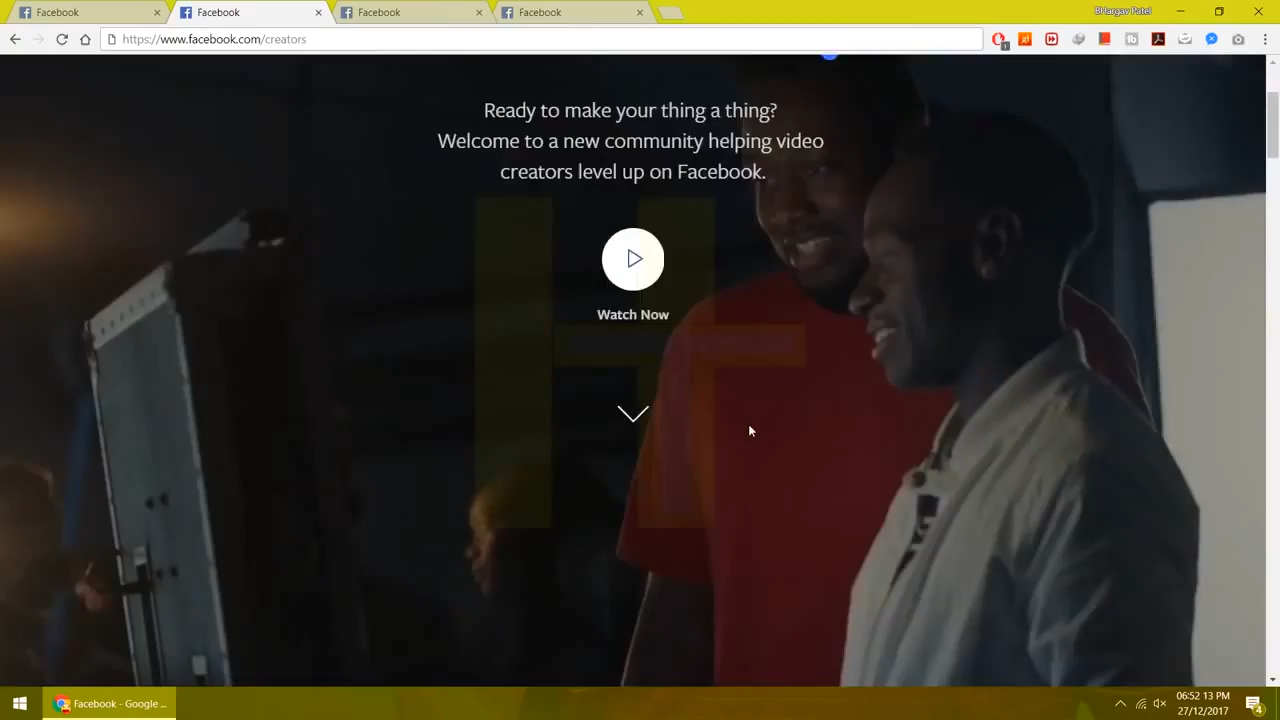 Facebook
Facebook
Facebook
Facebook
BHargav Patel
https://www.facebook.com/creators
1
Ready to make your thing a thing?
Welcome to a new community helping video
creators level up on Facebook.
Watch Now
Facebook - Google ...
06:52 13 PM
27/12/2017
4